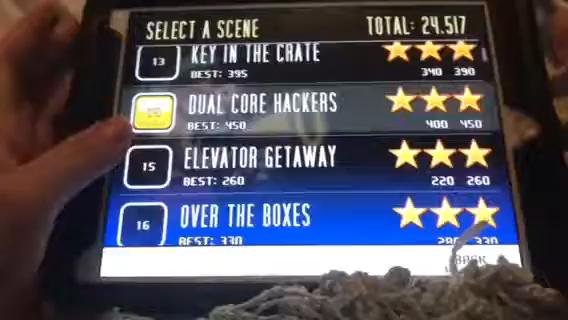 SELECT A SCENE TOTAL: 24.517
13 KEY IN THE CRATE
BEST: 395 340 390
DUAL CORE HACKERS
BEST: 450 400 450
15 ELEVATOR GETAWAY
BEST: 260 220 260
16 OVER THE BOXES
BEST: 330 330
BACK